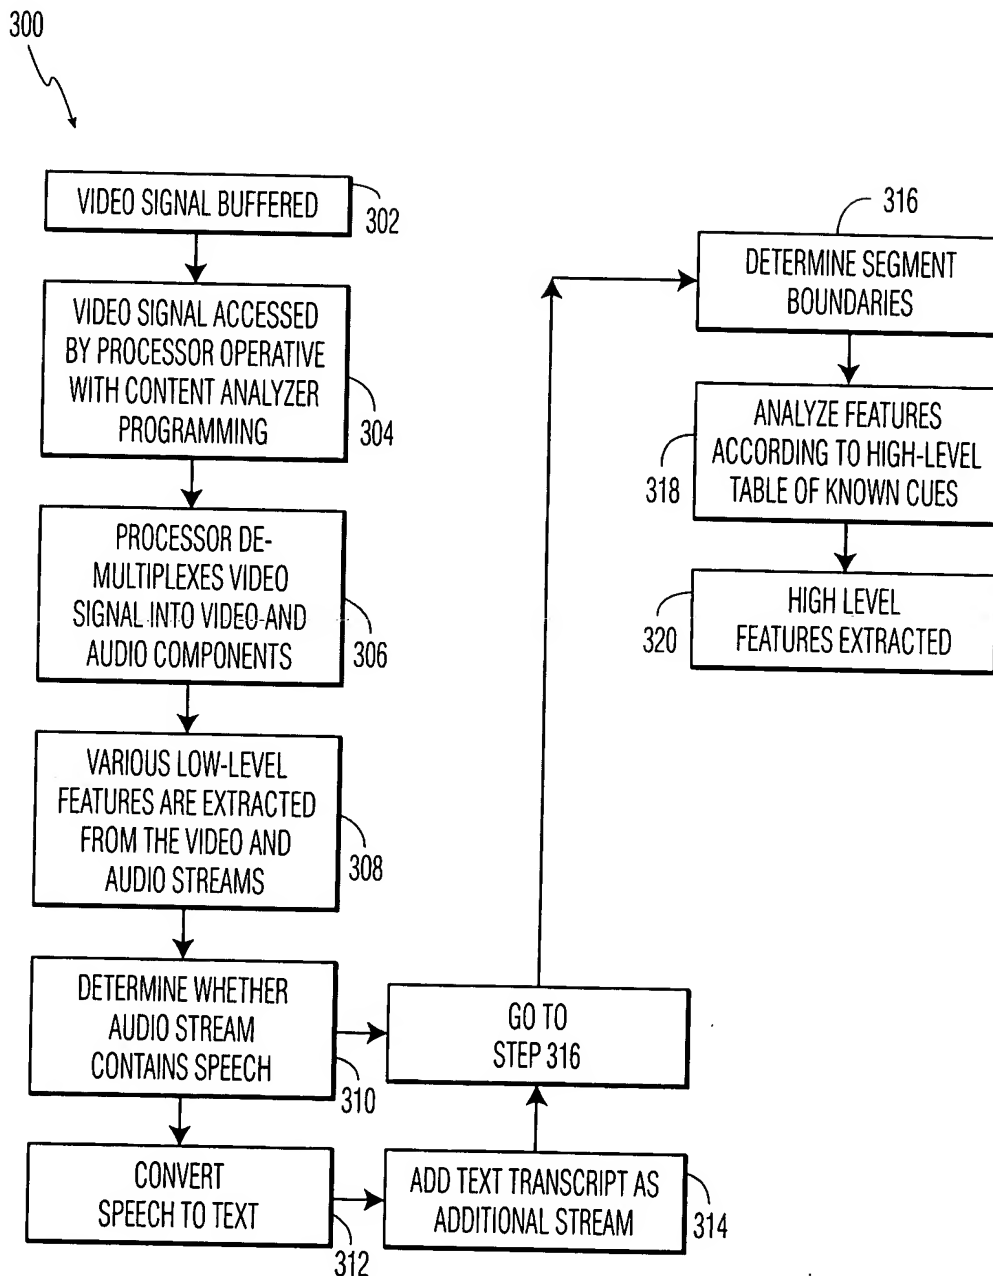 300
VIDEO SIGNAL BUFFERED
302
VIDEO SIGNAL ACCESSED
BY PROCESSOR OPERATIVE
WITH CONTENT ANALYZER
PROGRAMMING
304
PROCESSOR DE-
MULTIPLEXES VIDEO
SIGNAL INTO VIDEO AND
AUDIO COMPONENTS
306
VARIOUS LOW-LEVEL
FEATURES ARE EXTRACTED
FROM THE VIDEO AND
AUDIO STREAMS
308
DETERMINE WHETHER
AUDIO STREAM
CONTAINS SPEECH
310
CONVERT
SPEECH TO TEXT
312
ADD TEXT TRANSCRIPT AS
ADDITIONAL STREAM
314
GO TO
STEP 316
316
DETERMINE SEGMENT
BOUNDARIES
ANALYZE FEATURES
ACCORDING TO HIGH-LEVEL
TABLE OF KNOWN CUES
318
HIGH LEVEL
FEATURES EXTRACTED
320